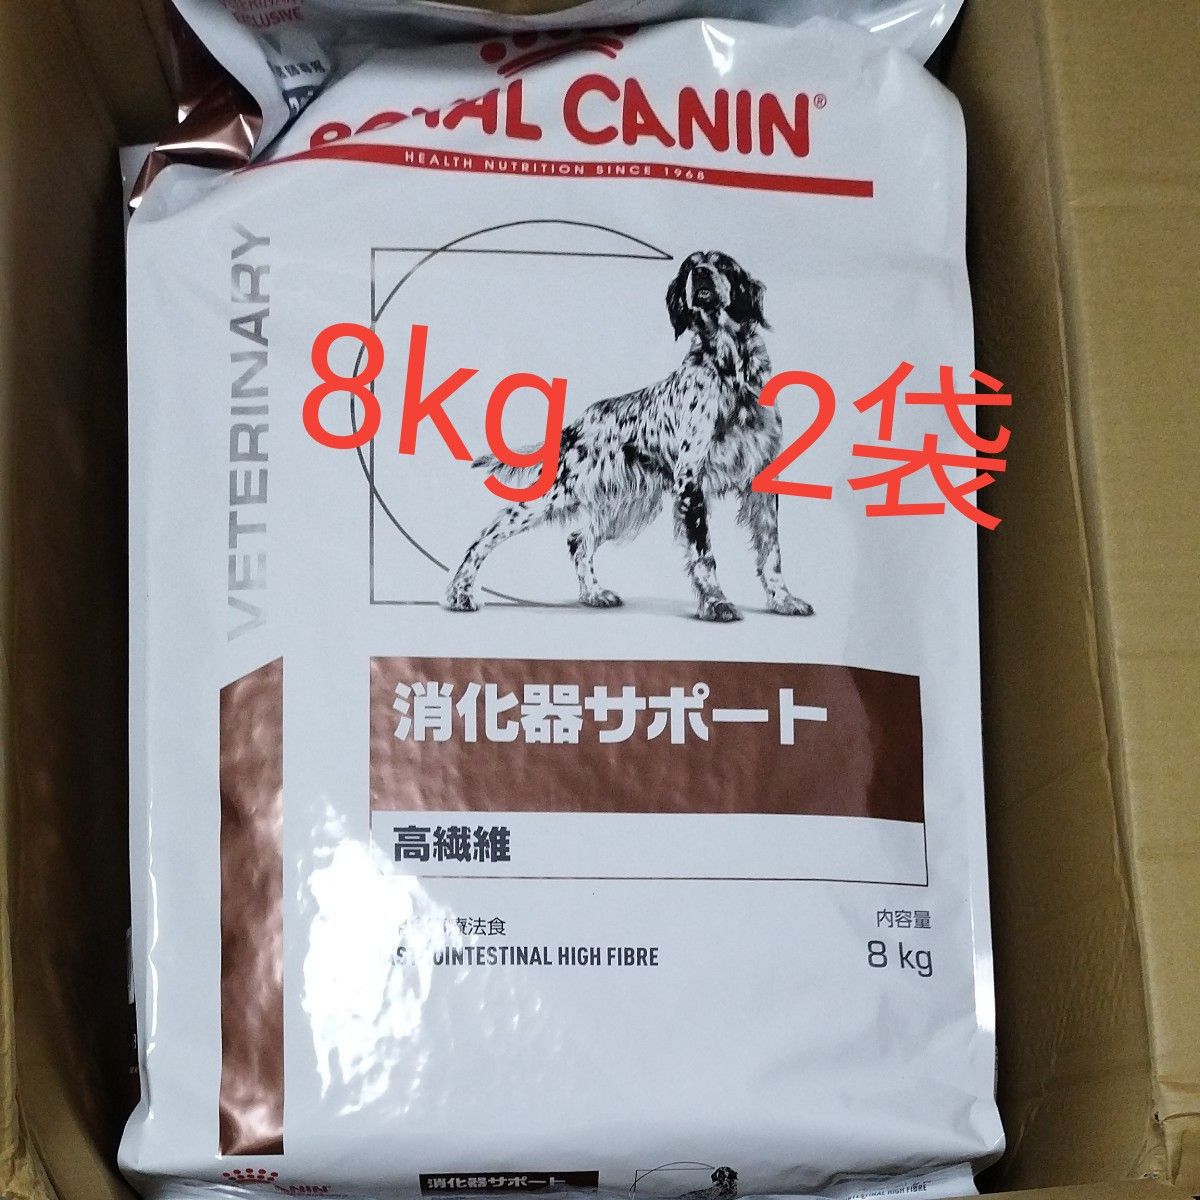 EXCLUSIVE
ROYAL CANIN®
HEALTH NUTRITION SINCE 1968
VETERINARY
8kg 2袋
消化器サポート
高繊維
療法食
内容量
INTESTINAL HIGH FIBRE
8 kg
消化器サポート